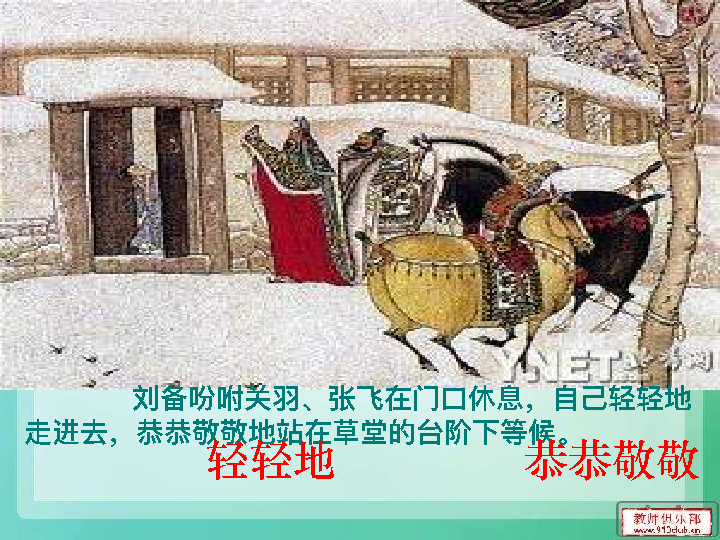 YNET 北青网
刘备吩咐关羽、张飞在门口休息，自己轻轻地
走进去，恭恭敬敬地站在草堂的台阶下等候。
轻轻地 恭恭敬敬
教师俱乐部
www.910club.cn